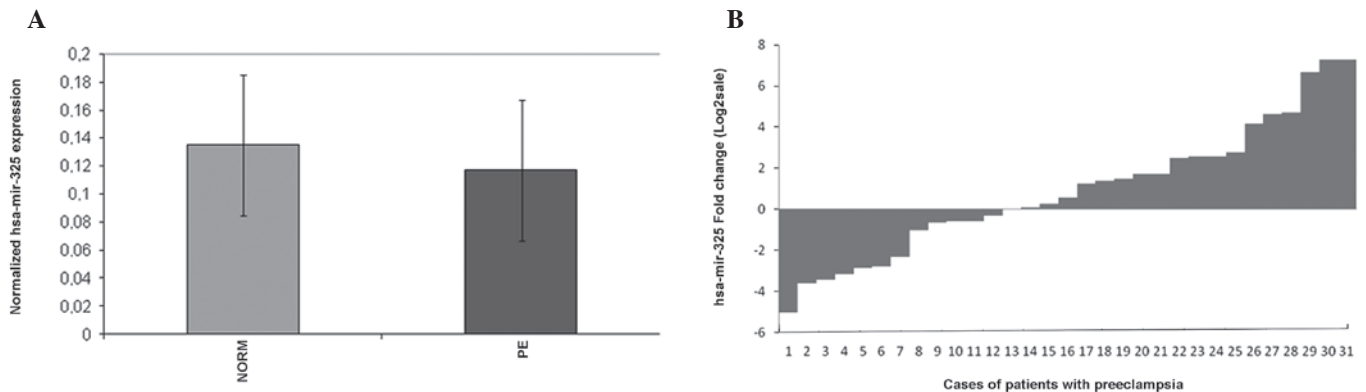 A
Normalized hsa-mir-325 expression
0,2
0,18
0,16
0,14
0,12
0,1
0,08
0,06
0,04
0,02
0
NORM
PE
B
hsa-mir-325 Fold change (Log2sale)
8
6
4
2
0
-2
-4
-6
1 2 3 4 5 6 7 8 9 10 11 12 13 14 15 16 17 18 19 20 21 22 23 24 25 26 27 28 29 30 31
Cases of patients with preeclampsia